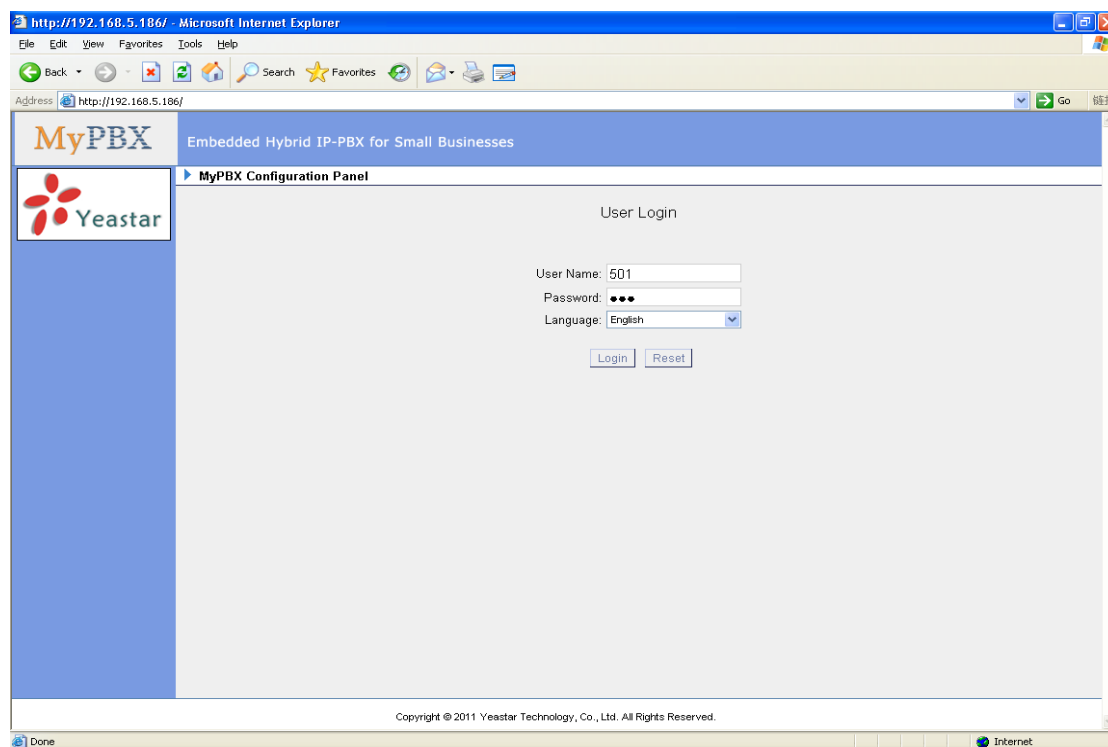 http://192.168.5.186/ - Microsoft Internet Explorer
File Edit View Favorites Tools Help
Back Search Favorites
Address http://192.168.5.186/ Go
MyPBX Embedded Hybrid IP-PBX for Small Businesses
MyPBX Configuration Panel
Yeastar
User Login
User Name: 501
Password: ●●●
Language: English
Login Reset
Copyright © 2011 Yeastar Technology, Co., Ltd. All Rights Reserved.
Done Internet